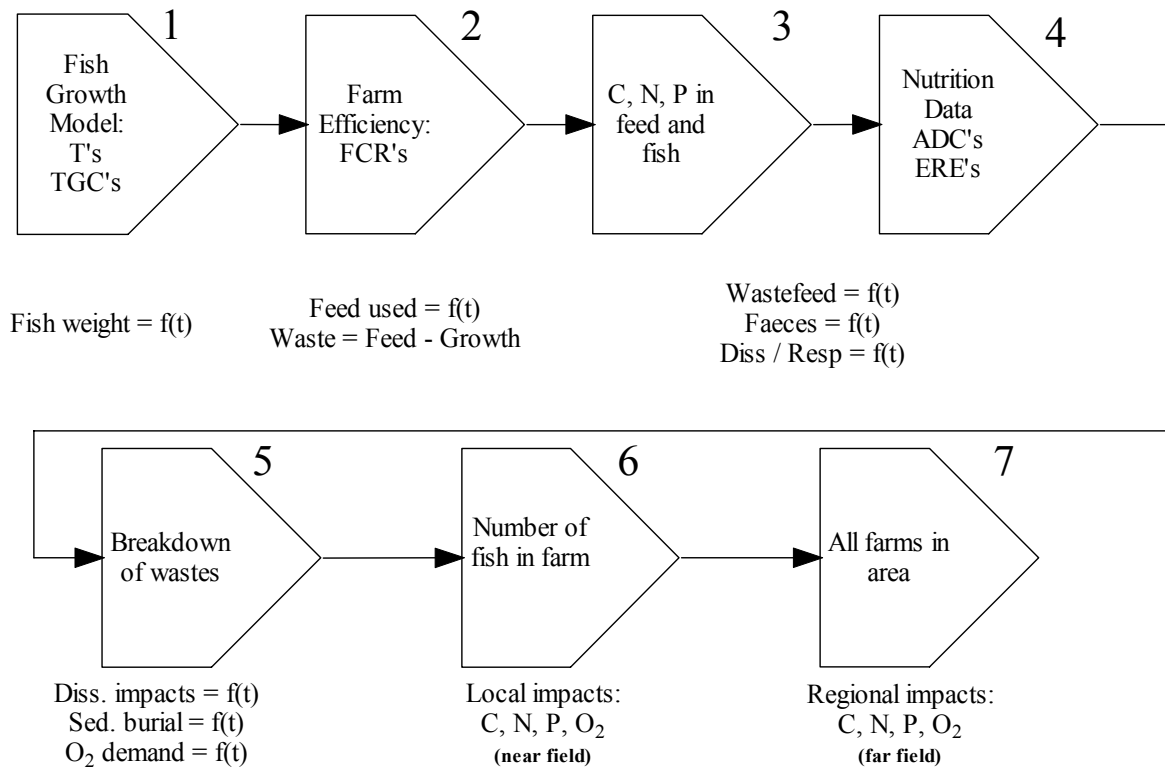 1
Fish
Growth
Model:
T's
TGC's
2
Farm
Efficiency:
FCR's
3
C, N, P in
feed and
fish
4
Nutrition
Data
ADC's
ERE's
Fish weight = f(t)
Feed used = f(t)
Waste = Feed - Growth
Wastefeed = f(t)
Faeces = f(t)
Diss / Resp = f(t)
5
Breakdown
of wastes
6
Number of
fish in farm
7
All farms in
area
Diss. impacts = f(t)
Sed. burial = f(t)
O₂ demand = f(t)
Local impacts:
C, N, P, O₂
(near field)
Regional impacts:
C, N, P, O₂
(far field)